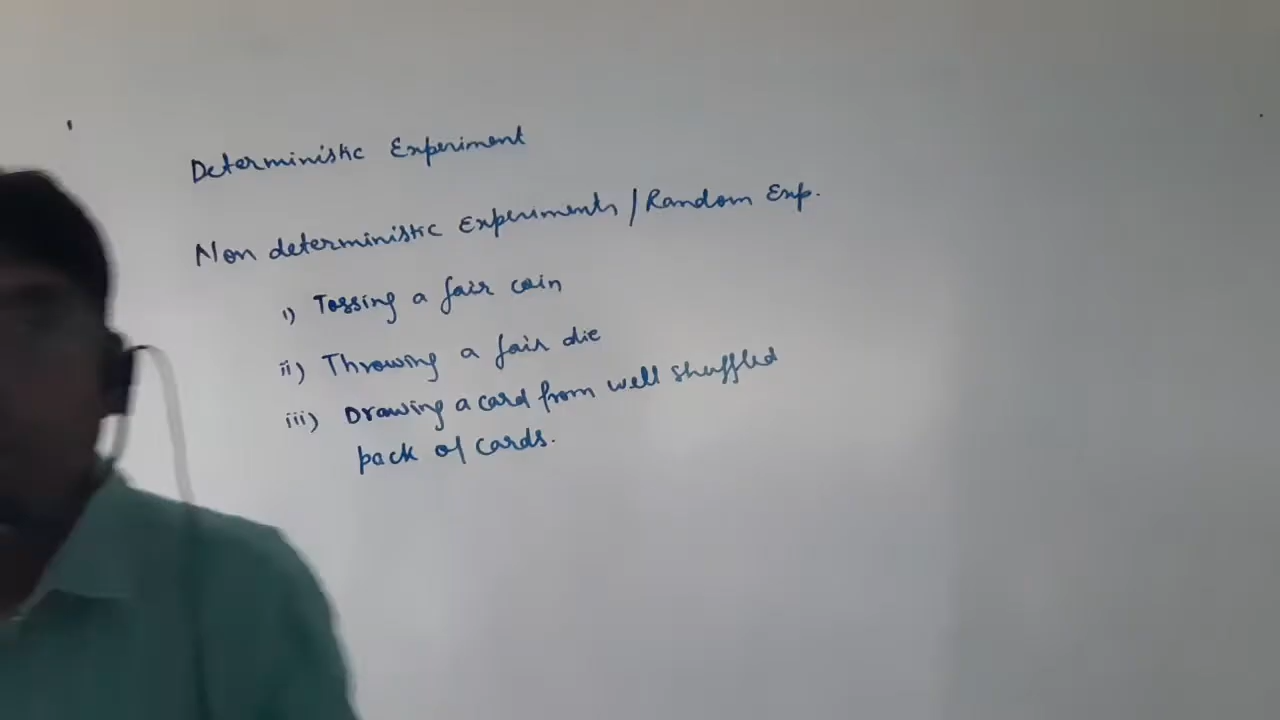 Deterministic Experiment
Non deterministic Experiments / Random Exp.
i) Tossing a fair coin
ii) Throwing a fair die
iii) Drawing a card from well shuffled
pack of cards.